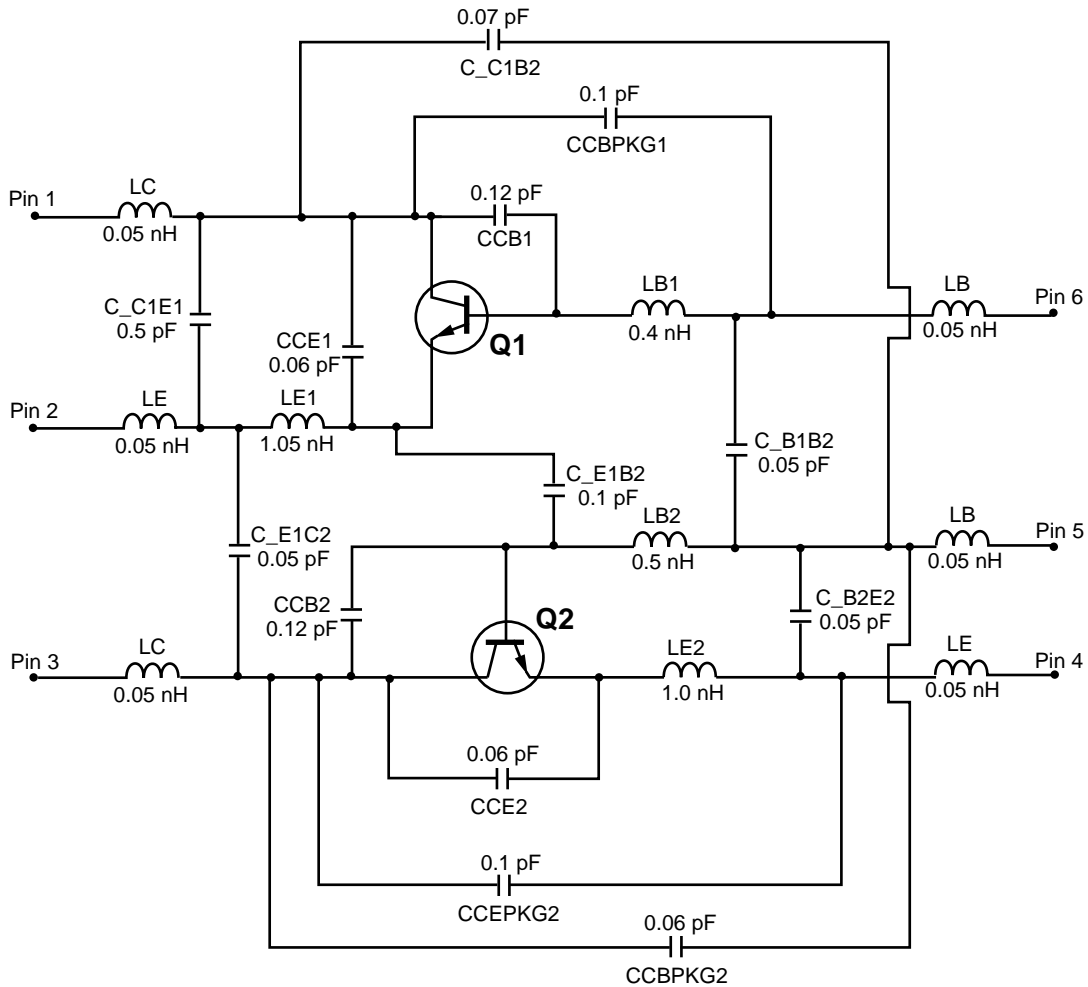 0.07 pF
C_C1B2
0.1 pF
CCBPKG1
Pin 1
LC
0.05 nH
0.12 pF
CCB1
C_C1E1
0.5 pF
CCE1
0.06 pF
Q1
LB1
0.4 nH
LB
0.05 nH
Pin 6
Pin 2
LE
0.05 nH
LE1
1.05 nH
C_E1B2
0.1 pF
C_B1B2
0.05 pF
C_E1C2
0.05 pF
LB2
0.5 nH
LB
0.05 nH
Pin 5
CCB2
0.12 pF
Q2
C_B2E2
0.05 pF
Pin 3
LC
0.05 nH
LE2
1.0 nH
LE
0.05 nH
Pin 4
0.06 pF
CCE2
0.1 pF
CCEPKG2
0.06 pF
CCBPKG2